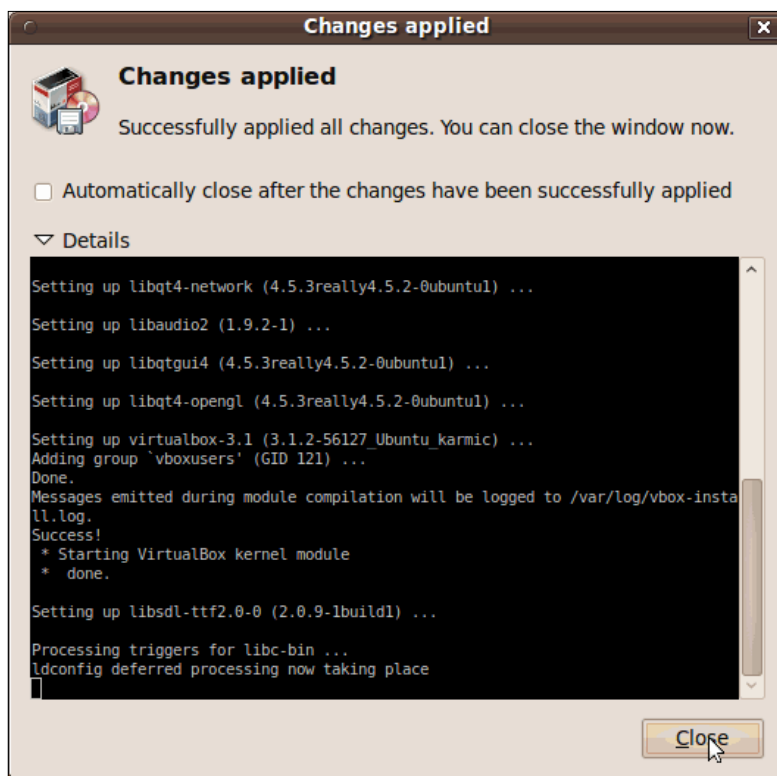 Changes applied
Changes applied
Successfully applied all changes. You can close the window now.
Automatically close after the changes have been successfully applied
Details
Setting up libqt4-network (4.5.3really4.5.2-0ubuntu1) ...
Setting up libaudio2 (1.9.2-1) ...
Setting up libqtgui4 (4.5.3really4.5.2-0ubuntu1) ...
Setting up libqt4-opengl (4.5.3really4.5.2-0ubuntu1) ...
Setting up virtualbox-3.1 (3.1.2-56127_Ubuntu_karmic) ...
Adding group `vboxusers' (GID 121) ...
Done.
Messages emitted during module compilation will be logged to /var/log/vbox-insta
ll.log.
Success!
* Starting VirtualBox kernel module
* done.
Setting up libsdl-ttf2.0-0 (2.0.9-1build1) ...
Processing triggers for libc-bin ...
ldconfig deferred processing now taking place
Close